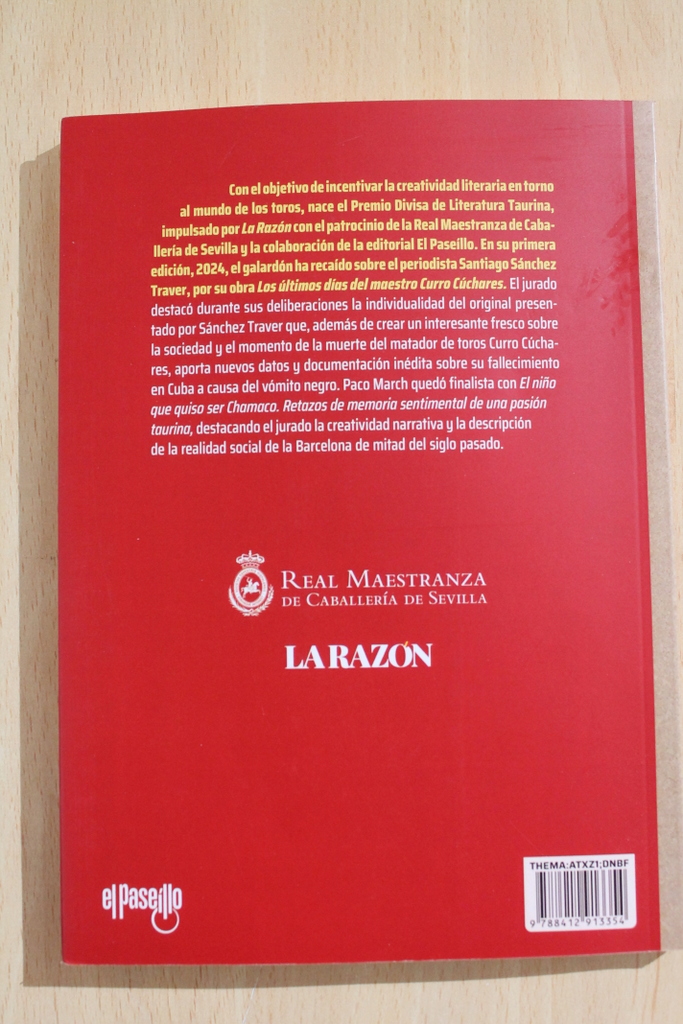 Con el objetivo de incentivar la creatividad literaria en torno
al mundo de los toros, nace el Premio Divisa de Literatura Taurina,
impulsado por La Razón con el patrocinio de la Real Maestranza de Caba-
llería de Sevilla y la colaboración de la editorial El Paseíllo. En su primera
edición, 2024, el galardón ha recaído sobre el periodista Santiago Sánchez
Traver, por su obra Los últimos días del maestro Curro Cúchares. El jurado
destacó durante sus deliberaciones la individualidad del original presen-
tado por Sánchez Traver que, además de crear un interesante fresco sobre
la sociedad y el momento de la muerte del matador de toros Curro Cúcha-
res, aporta nuevos datos y documentación inédita sobre su fallecimiento
en Cuba a causa del vómito negro. Paco March quedó finalista con El niño
que quiso ser Chamaco. Retazos de memoria sentimental de una pasión
taurina, destacando el jurado la creatividad narrativa y la descripción
de la realidad social de la Barcelona de mitad del siglo pasado.
REAL MAESTRANZA
DE CABALLERÍA DE SEVILLA
LA RAZÓN
el paseíllo
THEMA:ATXZ1;DNBF
9 788412 913354